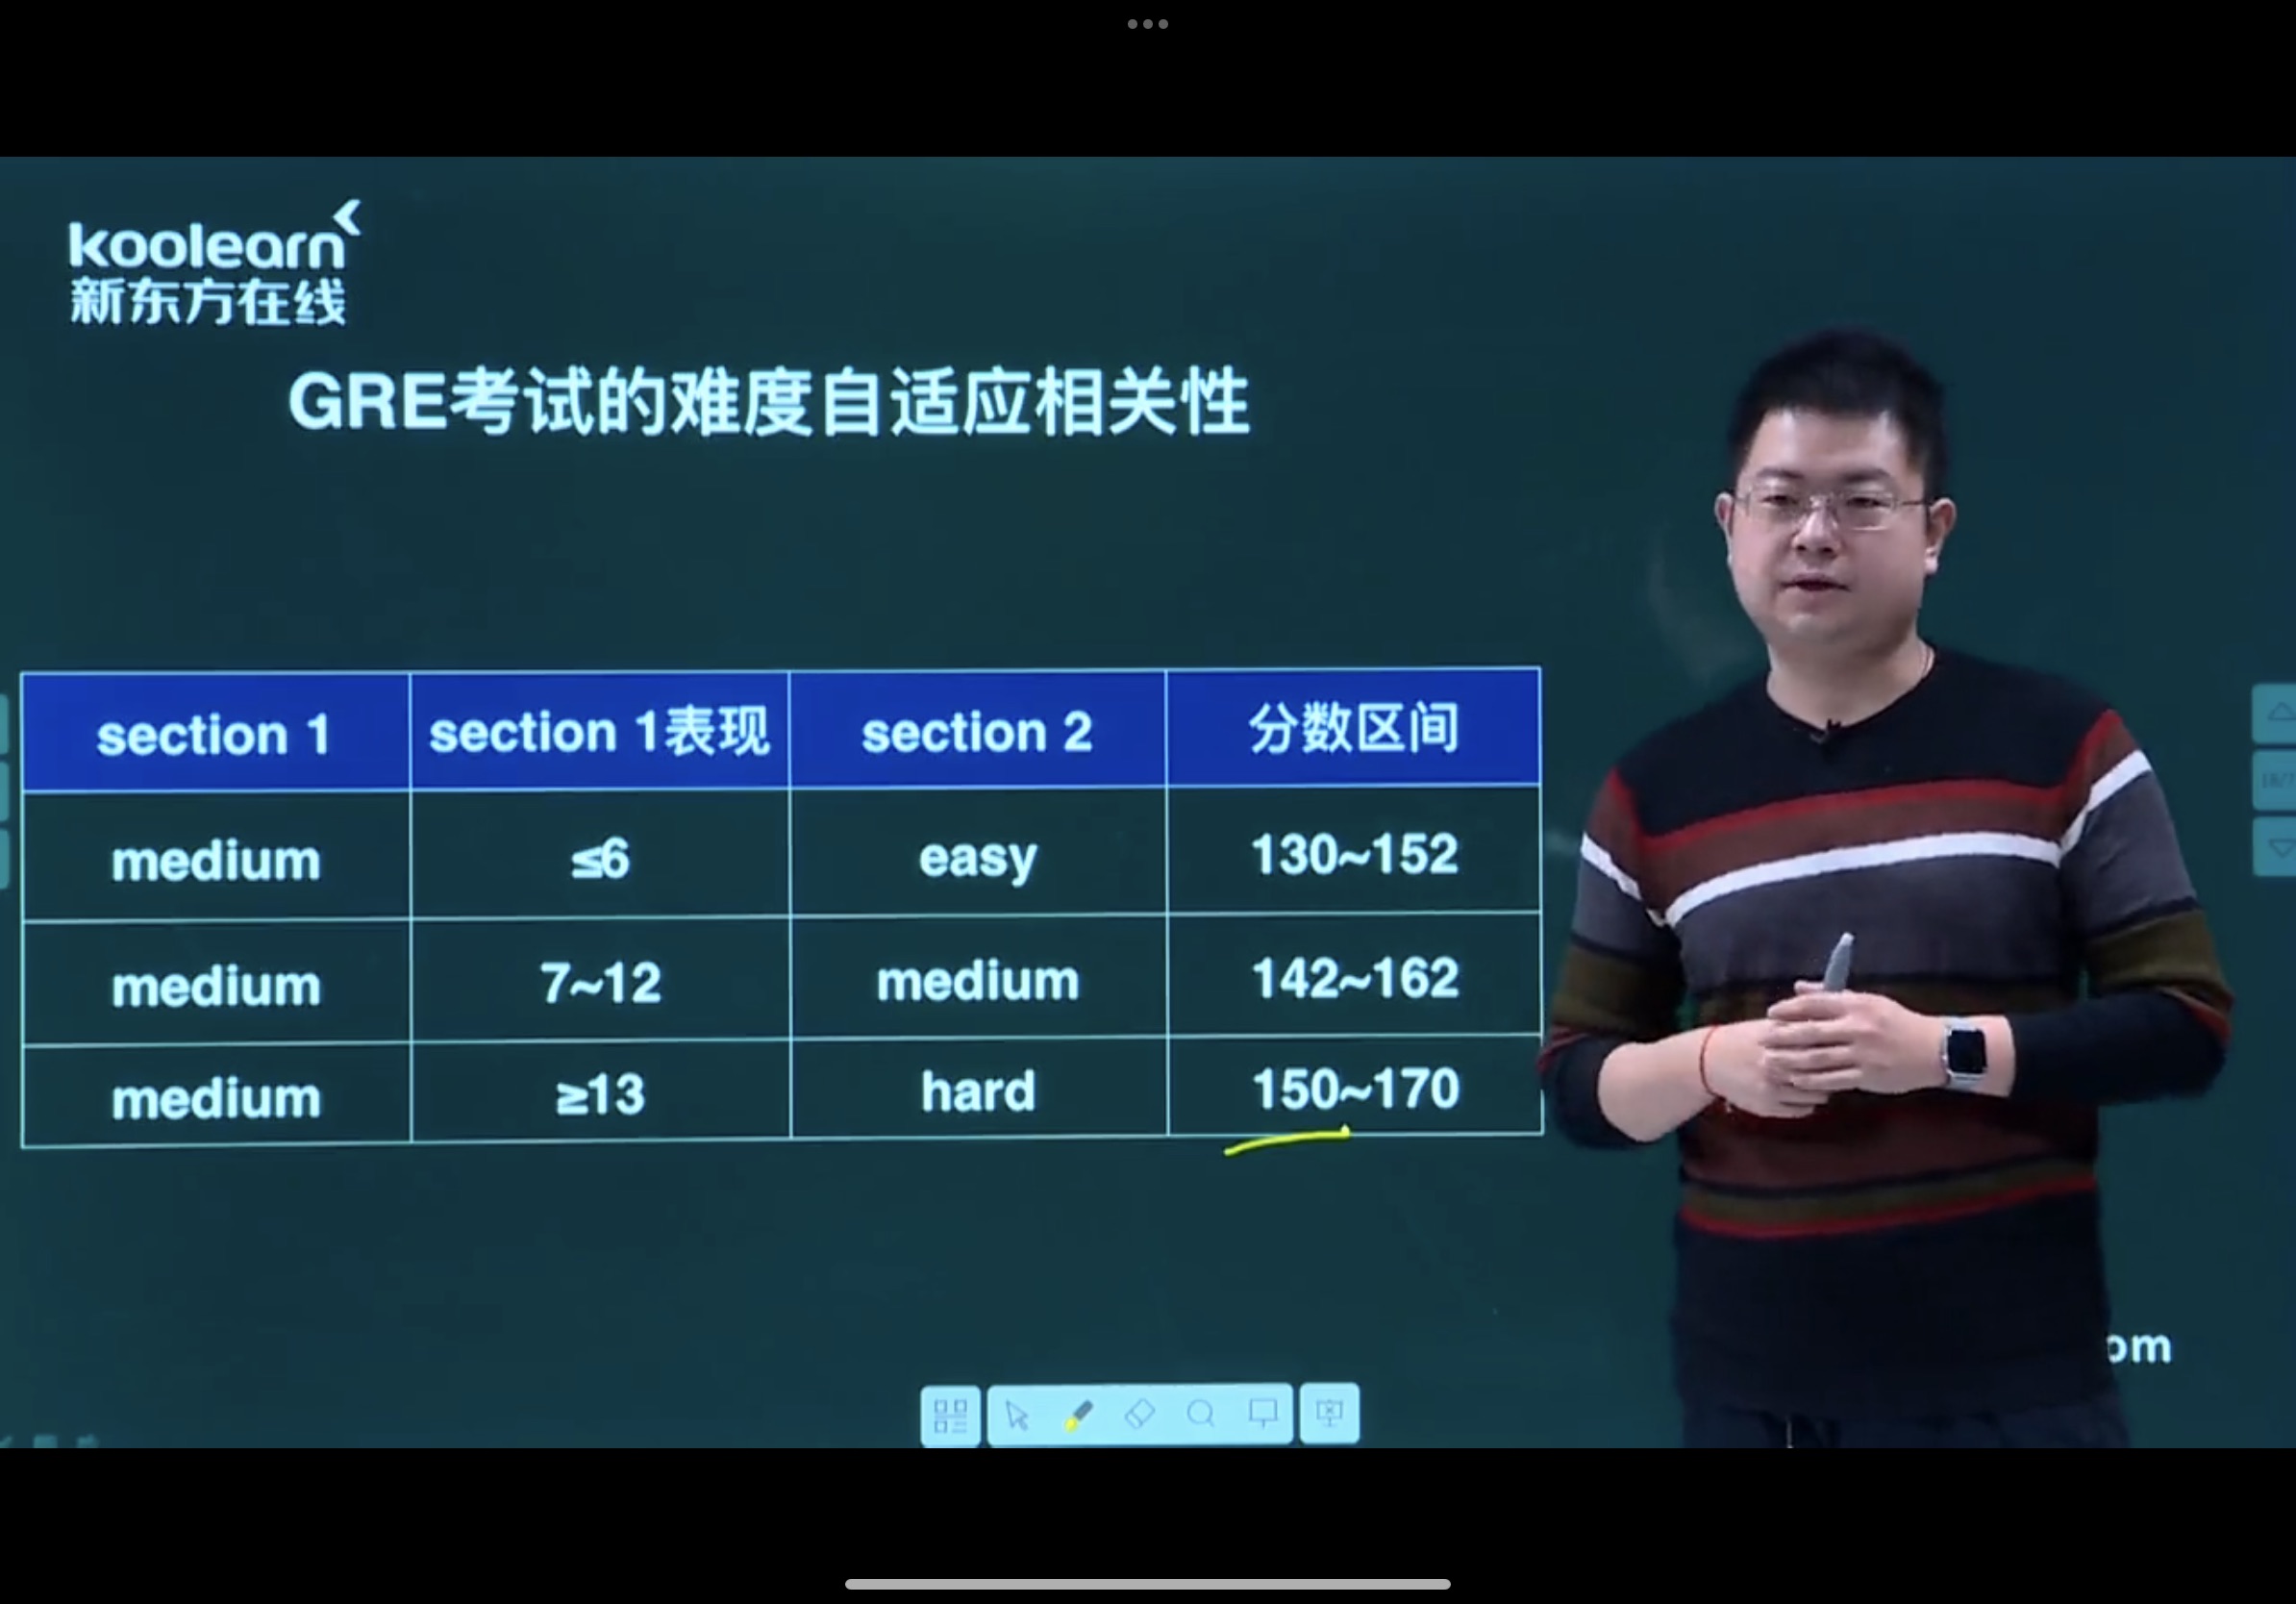 koolearn
新东方在线
GRE考试的难度自适应相关性
section 1 section 1表现 section 2 分数区间
medium ≤6 easy 130~152
medium 7~12 medium 142~162
medium ≥13 hard 150~170
om